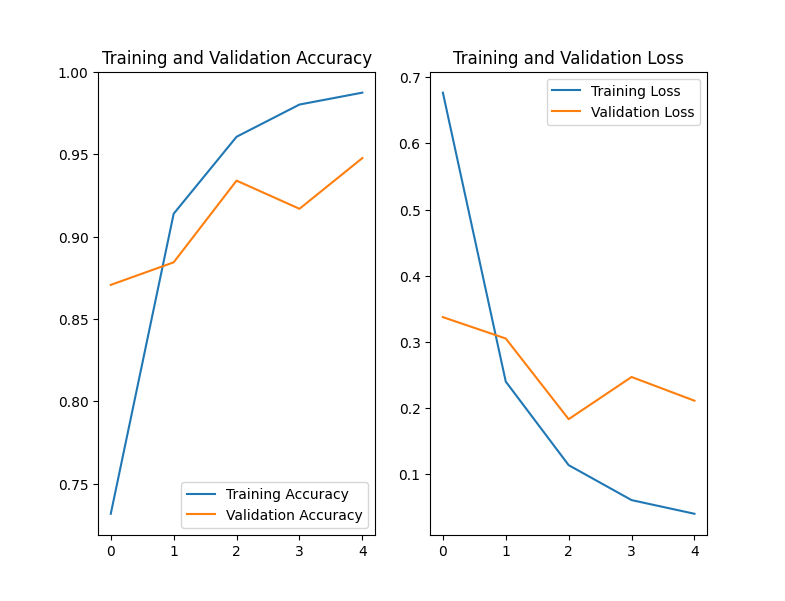 Training and Validation Accuracy
1.00
0.95
0.90
0.85
0.80
0.75
0 1 2 3 4
Training Accuracy
Validation Accuracy
Training and Validation Loss
0.7
0.6
0.5
0.4
0.3
0.2
0.1
0 1 2 3 4
Training Loss
Validation Loss